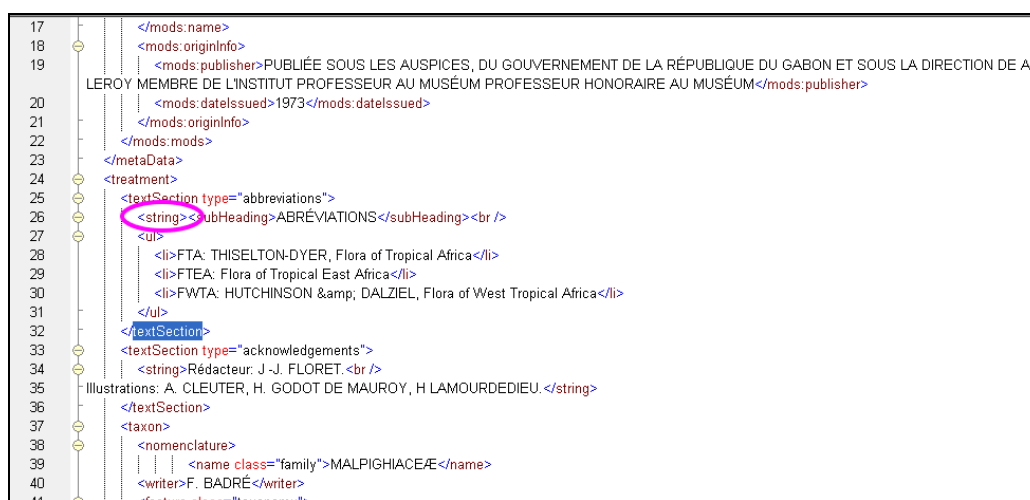 17 </mods:name>
18 <mods:originInfo>
19 <mods:publisher>PUBLIÉE SOUS LES AUSPICES, DU GOUVERNEMENT DE LA RÉPUBLIQUE DU GABON ET SOUS LA DIRECTION DE A
LEROY MEMBRE DE L'INSTITUT PROFESSEUR AU MUSÉUM PROFESSEUR HONORAIRE AU MUSÉUM</mods:publisher>
20 <mods:dateIssued>1973</mods:dateIssued>
21 </mods:originInfo>
22 </mods:mods>
23 </metaData>
24 <treatment>
25 <textSection type="abbreviations">
26 <string><subHeading>ABRÉVIATIONS</subHeading><br />
27 <ul>
28 <li>FTA: THISELTON-DYER, Flora of Tropical Africa</li>
29 <li>FTEA: Flora of Tropical East Africa</li>
30 <li>FWTA: HUTCHINSON &amp; DALZIEL, Flora of West Tropical Africa</li>
31 </ul>
32 </textSection>
33 <textSection type="acknowledgements">
34 <string>Rédacteur: J -J. FLORET.<br />
35 Illustrations: A. CLEUTER, H. GODOT DE MAUROY, H LAMOURDEDIEU.</string>
36 </textSection>
37 <taxon>
38 <nomenclature>
39 <name class="family">MALPIGHIACEÆ</name>
40 <writer>F. BADRÉ</writer>